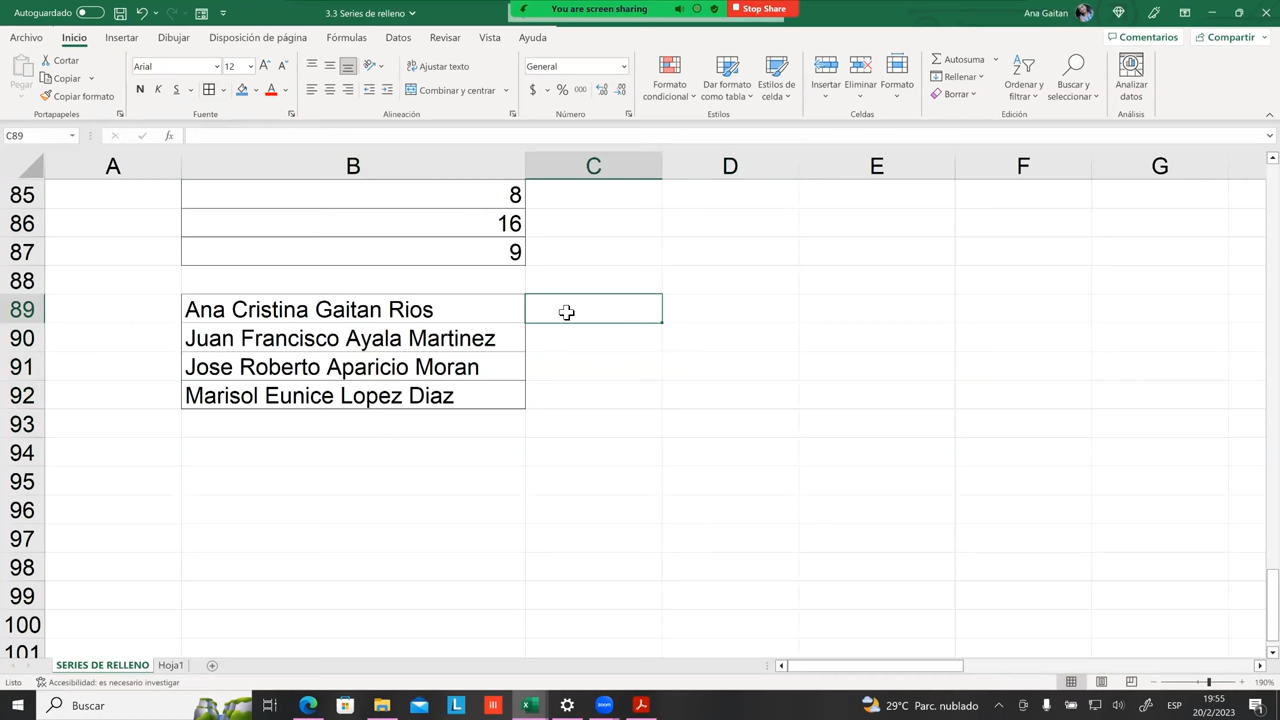 Autoguardado
3.3 Series de relleno
You are screen sharing
Stop Share
Ana Gaitan
Archivo Inicio Insertar Dibujar Disposición de página Fórmulas Datos Revisar Vista Ayuda
Comentarios Compartir
Pegar
Cortar
Copiar
Copiar formato
Portapapeles
Arial 12
N K S
Fuente
Ajustar texto
Combinar y centrar
Alineación
General
$ % 000
Número
Formato condicional
Dar formato como tabla
Estilos de celda
Estilos
Insertar Eliminar Formato
Celdas
Autosuma
Rellenar
Borrar
Ordenar y filtrar
Buscar y seleccionar
Edición
Analizar datos
Análisis
C89
fx
A B C D E F G
85 8
86 16
87 9
88
89 Ana Cristina Gaitan Rios
90 Juan Francisco Ayala Martinez
91 Jose Roberto Aparicio Moran
92 Marisol Eunice Lopez Diaz
93
94
95
96
97
98
99
100
101
SERIES DE RELLENO Hoja1
Listo Accesibilidad: es necesario investigar 190%
Buscar
29°C Parc. nublado
ESP
19:55
20/2/2023